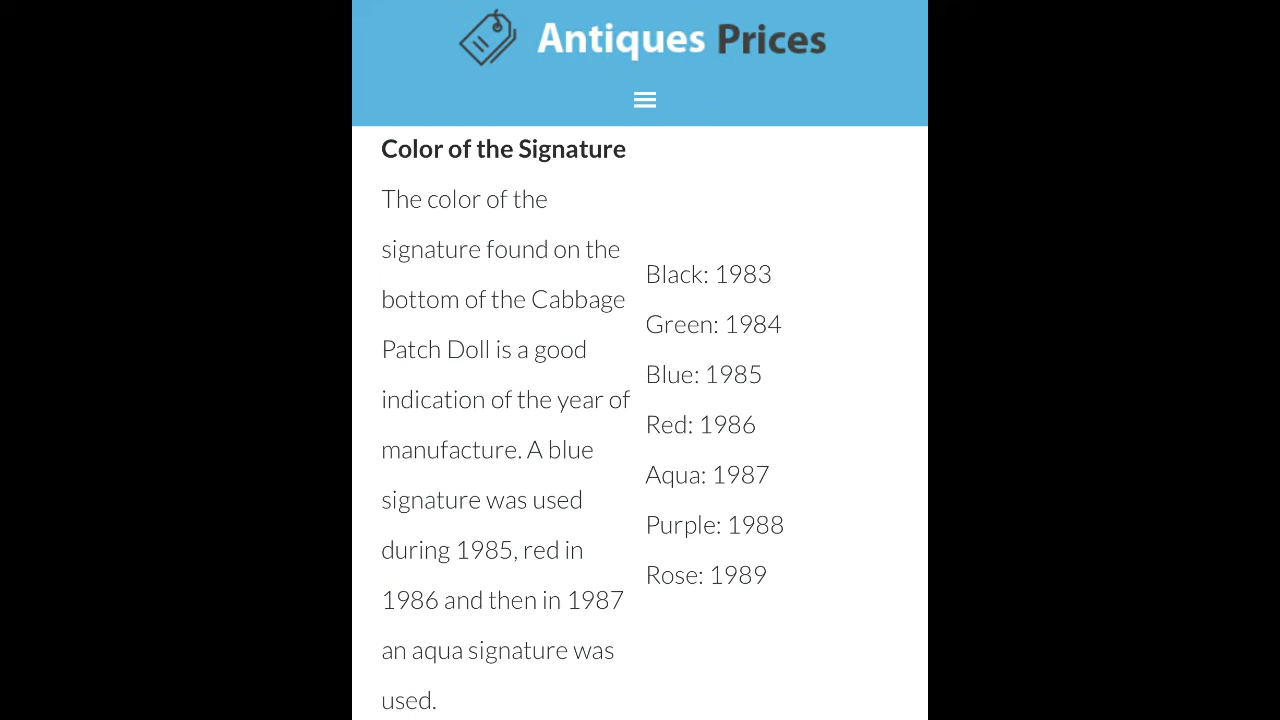 Antiques Prices
Color of the Signature
The color of the
signature found on the
bottom of the Cabbage
Patch Doll is a good
indication of the year of
manufacture. A blue
signature was used
during 1985, red in
1986 and then in 1987
an aqua signature was
used.
Black: 1983
Green: 1984
Blue: 1985
Red: 1986
Aqua: 1987
Purple: 1988
Rose: 1989